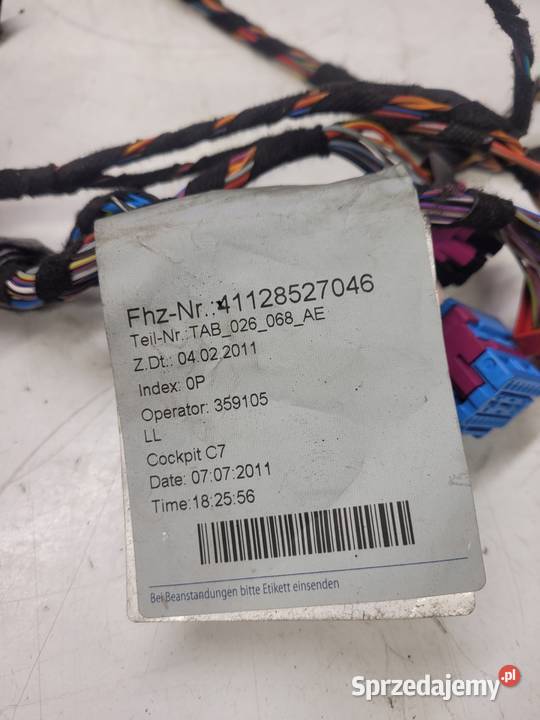 Fhz-Nr.:41128527046
Teil-Nr.:TAB_026_068_AE
Z.Dt.: 04.02.2011
Index: 0P
Operator: 359105
LL
Cockpit C7
Date: 07:07:2011
Time:18:25:56
Bei Beanstandungen bitte Etikett einsenden
Sprzedajemy.pl